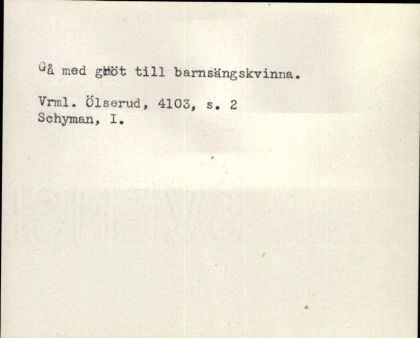 Gå med gröt till barnsängskvinna.
Vrml. Ölserud, 4103, s. 2
Schyman, I.